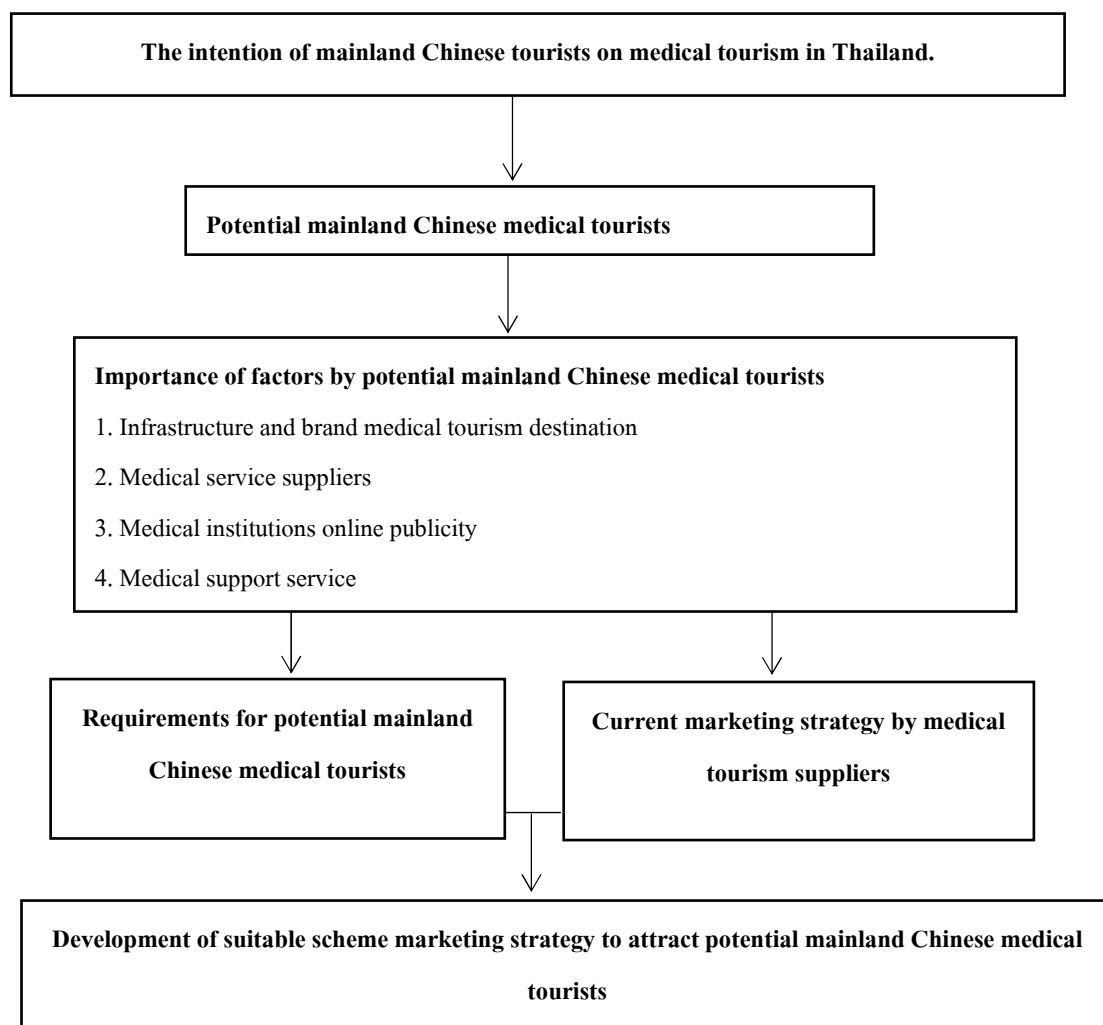 The intention of mainland Chinese tourists on medical tourism in Thailand.
Potential mainland Chinese medical tourists
Importance of factors by potential mainland Chinese medical tourists
1. Infrastructure and brand medical tourism destination
2. Medical service suppliers
3. Medical institutions online publicity
4. Medical support service
Requirements for potential mainland
Chinese medical tourists
Current marketing strategy by medical
tourism suppliers
Development of suitable scheme marketing strategy to attract potential mainland Chinese medical
tourists